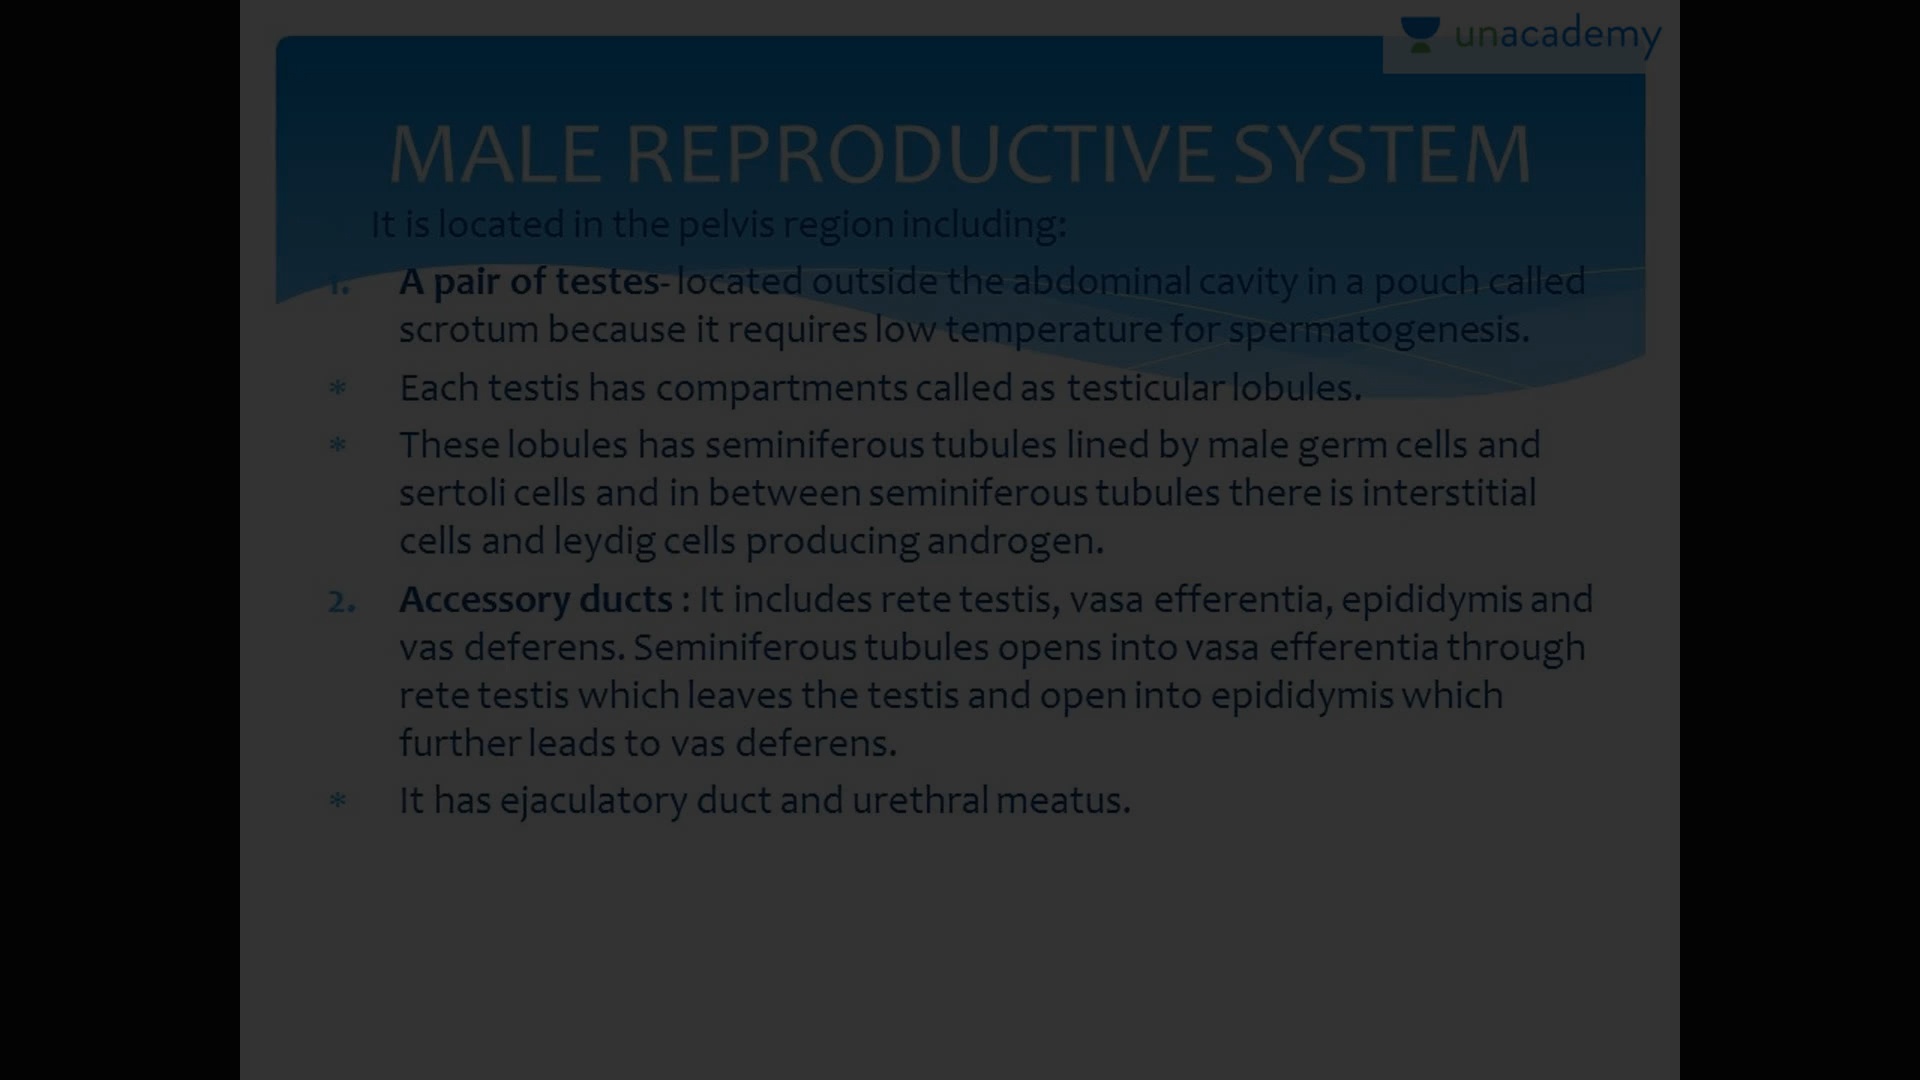 unacademy
MALE REPRODUCTIVE SYSTEM
It is located in the pelvis region including:
1. A pair of testes- located outside the abdominal cavity in a pouch called
scrotum because it requires low temperature for spermatogenesis.
* Each testis has compartments called as testicular lobules.
* These lobules has seminiferous tubules lined by male germ cells and
sertoli cells and in between seminiferous tubules there is interstitial
cells and leydig cells producing androgen.
2. Accessory ducts : It includes rete testis, vasa efferentia, epididymis and
vas deferens. Seminiferous tubules opens into vasa efferentia through
rete testis which leaves the testis and open into epididymis which
further leads to vas deferens.
* It has ejaculatory duct and urethral meatus.